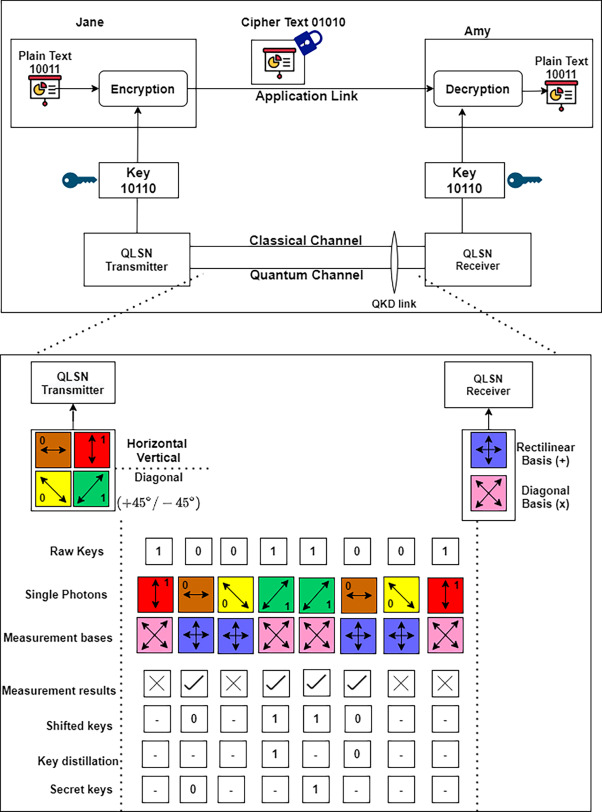 Jane
Cipher Text 01010
Amy
Plain Text
10011
Encryption
Application Link
Decryption
Plain Text
10011
Key
10110
Key
10110
QLSN
Transmitter
Classical Channel
Quantum Channel
QKD link
QLSN
Receiver
QLSN
Transmitter
QLSN
Receiver
0 1
0 1
Horizontal
Vertical
Diagonal
(+45°/−45°)
Rectilinear
Basis (+)
Diagonal
Basis (x)
Raw Keys 1 0 0 1 1 0 0 1
Single Photons 1 0 0 1 1 0 0 1
Measurement bases
Measurement results
Shifted keys - 0 - 1 1 0 - -
Key distillation - - - 1 - 0 - -
Secret keys - 0 - - 1 - - -